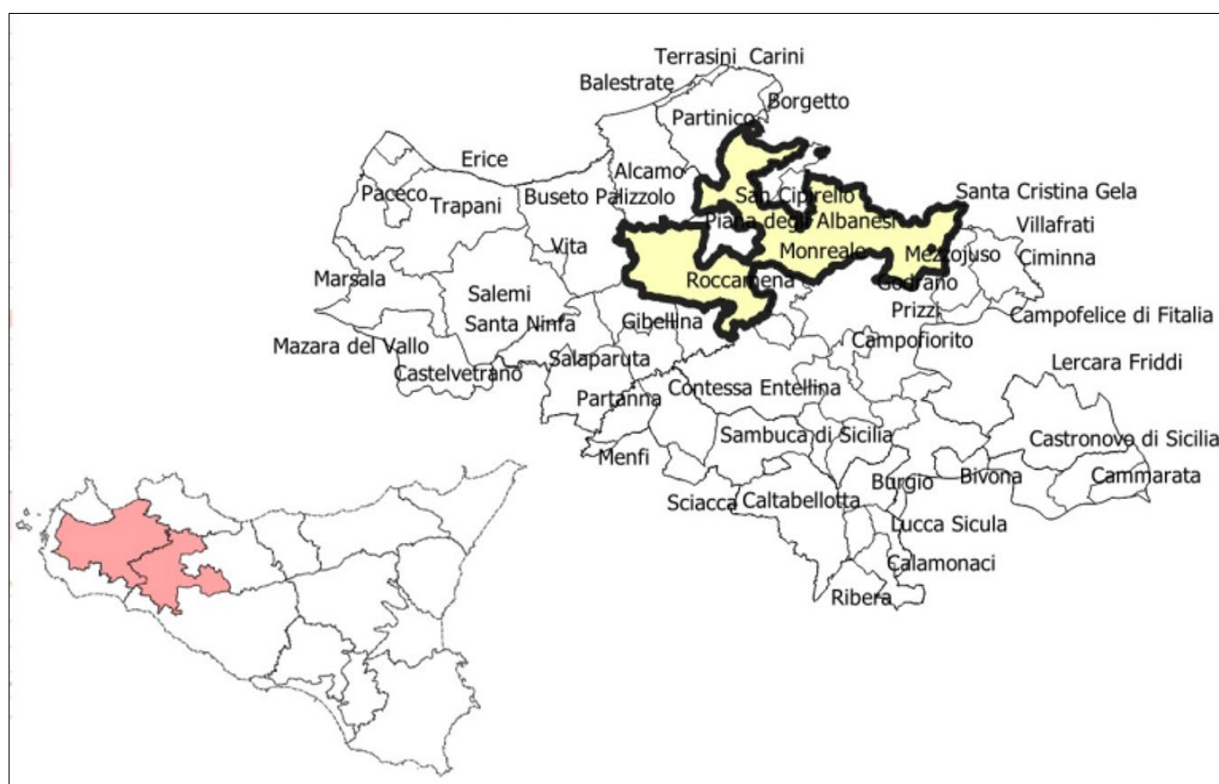 Terrasini Carini
Balestrate
Borgetto
Partinico
Erice
Alcamo
Paceco
Trapani
Buseto Palizzolo
San Cipirello
Santa Cristina Gela
Piana degli Albanesi
Villafrati
Vita
Monreale
Mezzojuso
Ciminna
Marsala
Salemi
Roccamena
Godrano
Prizzi
Santa Ninfa
Gibellina
Campofelice di Fitalia
Mazara del Vallo
Salaparuta
Campofiorito
Castelvetrano
Lercara Friddi
Partanna
Contessa Entellina
Menfi
Sambuca di Sicilia
Castronovo di Sicilia
Sciacca
Caltabellotta
Burgio
Bivona
Cammarata
Lucca Sicula
Calamonaci
Ribera